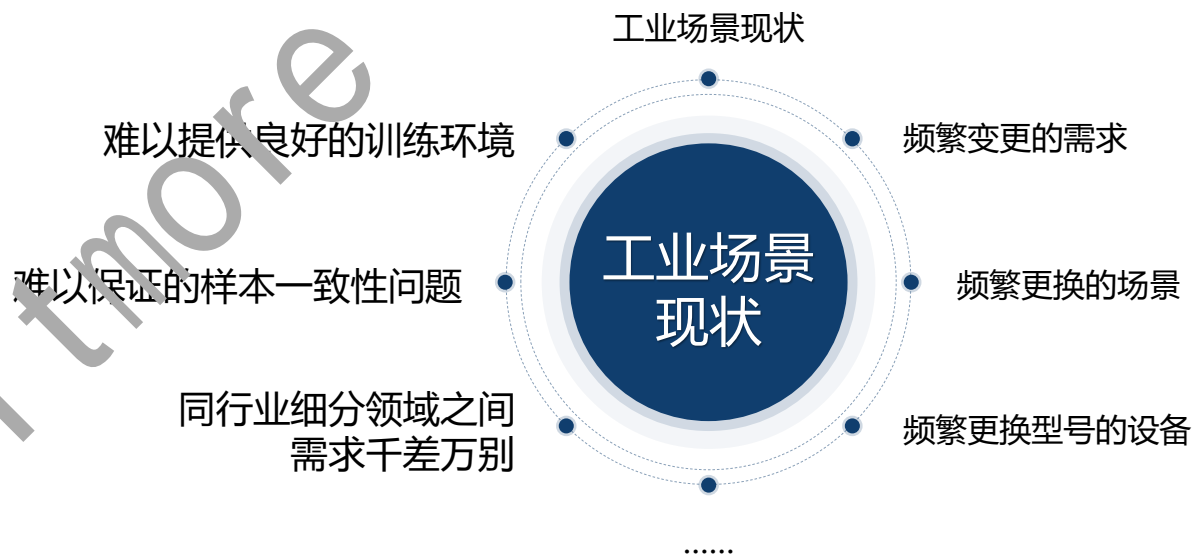 工业场景现状
难以提供良好的训练环境
频繁变更的需求
工业场景
现状
难以保证的样本一致性问题
频繁更换的场景
同行业细分领域之间
需求千差万别
频繁更换型号的设备
......
tmore